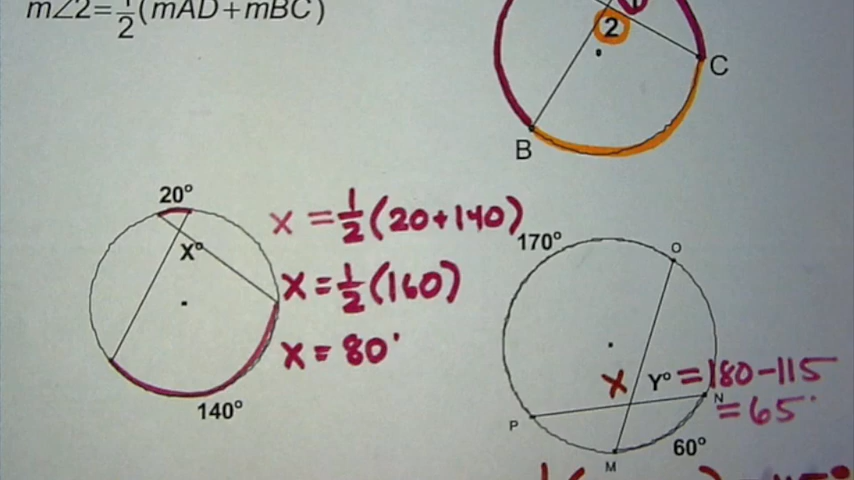 m∠2=½(mAD+mBC)
2
C
B
20°
X°
140°
x = ½(20+140)
x = ½(160)
x = 80°
170°
O
X
Y° = 180-115
= 65°
N
P
M
60°